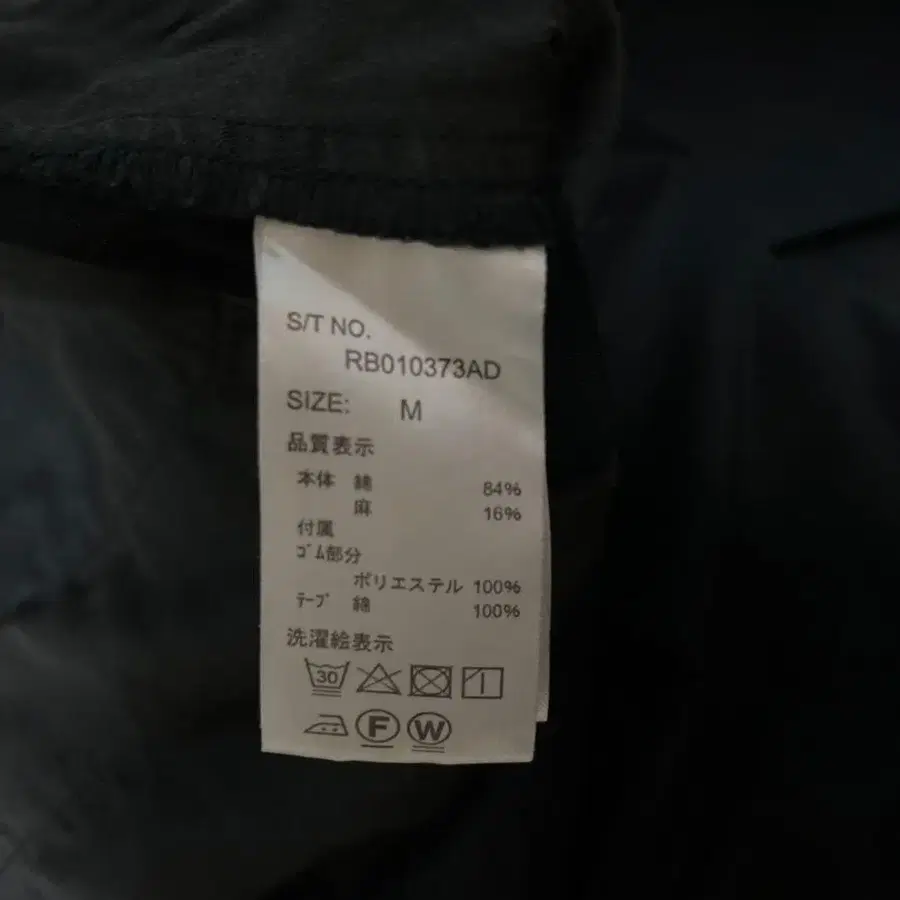 S/T NO.
RB010373AD
SIZE: M
品質表示
本体 綿 84%
麻 16%
付属
ｺﾞﾑ部分
ポリエステル 100%
ﾃｰﾌﾟ 綿 100%
洗濯絵表示
30
F W